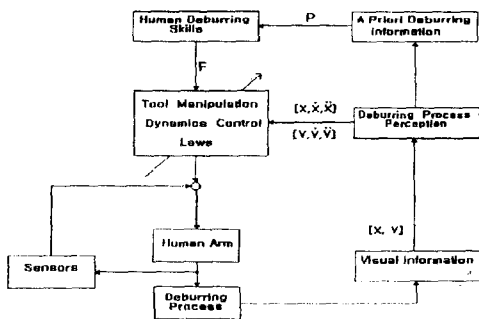 Human Deburring
Skills
P
A Priori Deburring
Information
F
Tool Manipulation
Dynamics Control
Laws
[X,Ẋ,Ẍ]
[Y,Ẏ,Ÿ]
Deburring Process
Perception
[X, Y]
Human Arm
Sensors
Visual Information
Deburring
Process